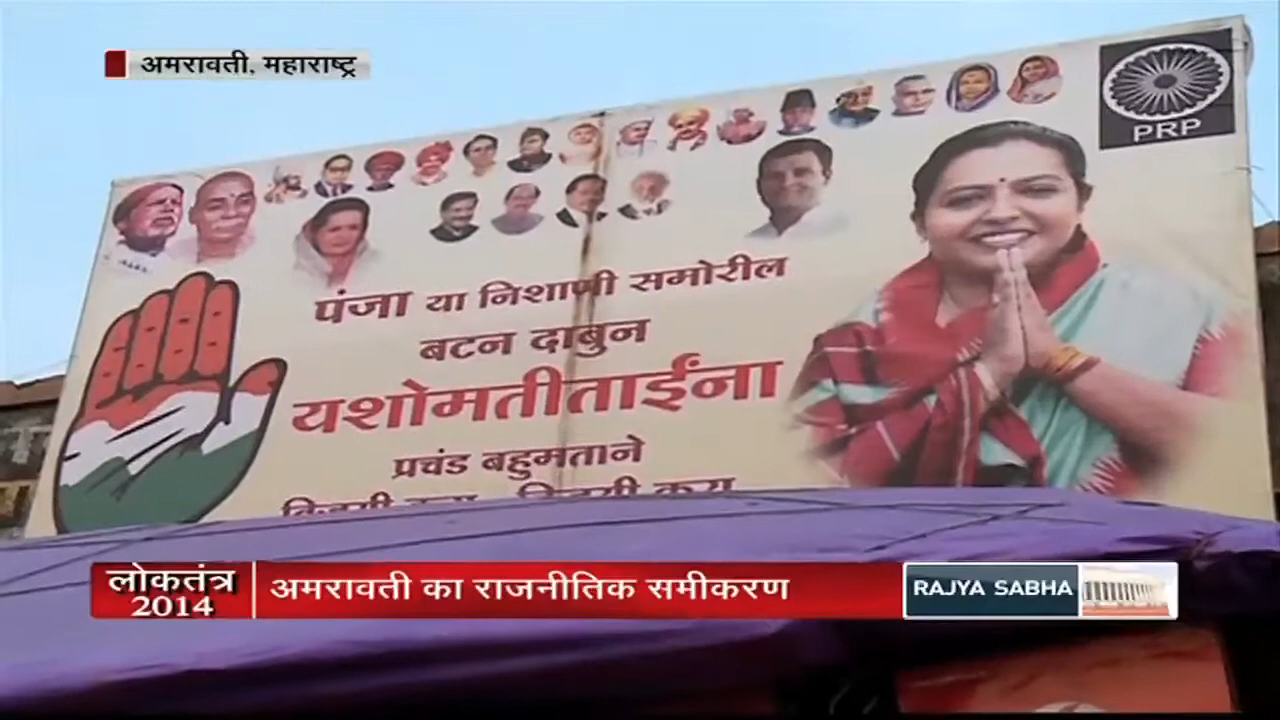 अमरावती, महाराष्ट्र
PRP
पंजा या निशाणी समोरील
बटन दाबुन
यशोमतीताईंना
प्रचंड बहुमताने
लोकतंत्र
2014
अमरावती का राजनीतिक समीकरण
RAJYA SABHA